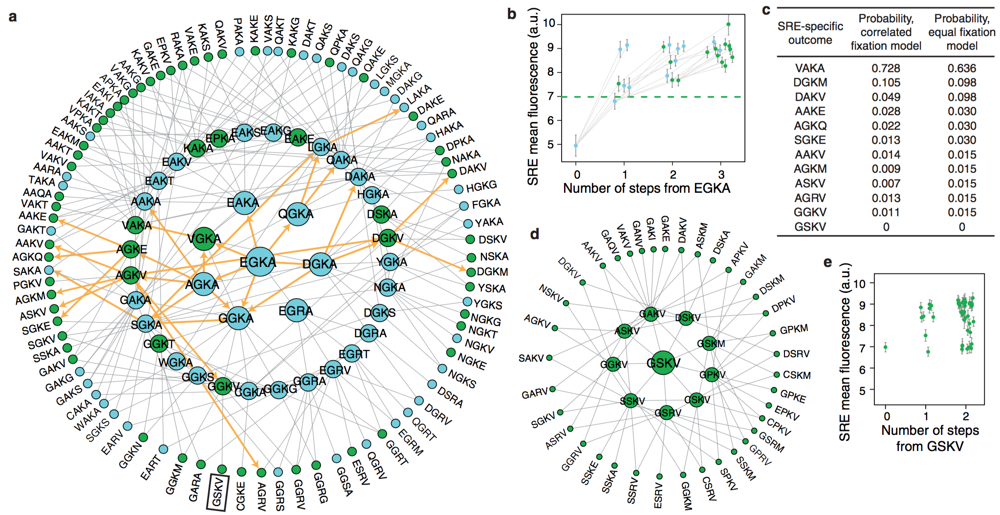 a
PAKA
KAKE
VAKS
QAKT
KAKG
DAKT
QAKS
QPKA
DAKS
QAKG
QAKE
LGKS
MGKA
DAKG
LAKA
DAKE
QARA
HAKA
DPKA
NAKA
DAKV
HGKG
FGKA
YAKA
DSKV
NSKA
DGKM
YSKA
YGKS
NGKG
NGKT
NGKV
NGKE
NGKS
DSRA
DGRV
QGRT
EGRM
GGRT
QGRV
ESRV
GGSA
GGRG
GGRV
GGRS
AGRV
CGKE
GSKV
GARA
GGKM
EART
GGKN
EARV
SGKS
WAKA
CAKA
GAKS
GAKG
GAKV
SSKA
SGKV
SGKE
ASKV
AGKM
PGKV
SAKA
AGKQ
AAKV
GAKT
AAKE
VAKT
AAQA
TAKA
AARA
VAKV
AAKT
EAKM
AAKS
VPKA
KAKT
IAKA
EAKI
APKA
VAKG
AAKG
KAKV
GAKE
EPKV
RAKA
VAKE
KAKS
QAKV
EAKS
EAKG
EAKE
LGKA
QAKA
DAKA
HGKA
DSKA
DGKV
YGKA
NGKA
DGKS
DGRA
EGRT
EGRV
GGRA
GGKG
CGKA
GGKV
GGKS
WGKA
GGKT
SGKA
GAKA
AGKV
AGKE
VAKA
AAKA
EAKT
EAKV
KAKA
EPKA
EAKA
QGKA
VGKA
EGKA
DGKA
AGKA
GGKA
EGRA
b
SRE mean fluorescence (a.u.)
10
9
8
7
6
5
0 1 2 3
Number of steps from EGKA
c
SRE-specific outcome Probability, correlated fixation model Probability, equal fixation model
VAKA 0.728 0.636
DGKM 0.105 0.098
DAKV 0.049 0.098
AAKE 0.028 0.030
AGKQ 0.022 0.030
SGKE 0.013 0.030
AAKV 0.014 0.015
AGKM 0.009 0.015
ASKV 0.007 0.015
AGRV 0.013 0.015
GGKV 0.011 0.015
GSKV 0 0
d
GAKI
GAKE
DAKV
ASKM
DSKA
APKV
GAKM
DSKM
DPKV
GPKM
DSRV
CSKM
GPKE
EPKV
CPKV
GSRM
GPRV
SSKM
SPKV
CSRV
GGKM
ESRV
SSRV
SSKA
SSKE
GGRV
ASRV
SGKV
GARV
SAKV
AGKV
NSKV
DGKV
AAKV
GAQV
VAKV
GANV
GAKV
DSKV
GSKM
GPKV
CSKV
GSRV
SSKV
GGKV
ASKV
GSKV
e
SRE mean fluorescence (a.u.)
10
9
8
7
6
5
0 1 2
Number of steps
from GSKV